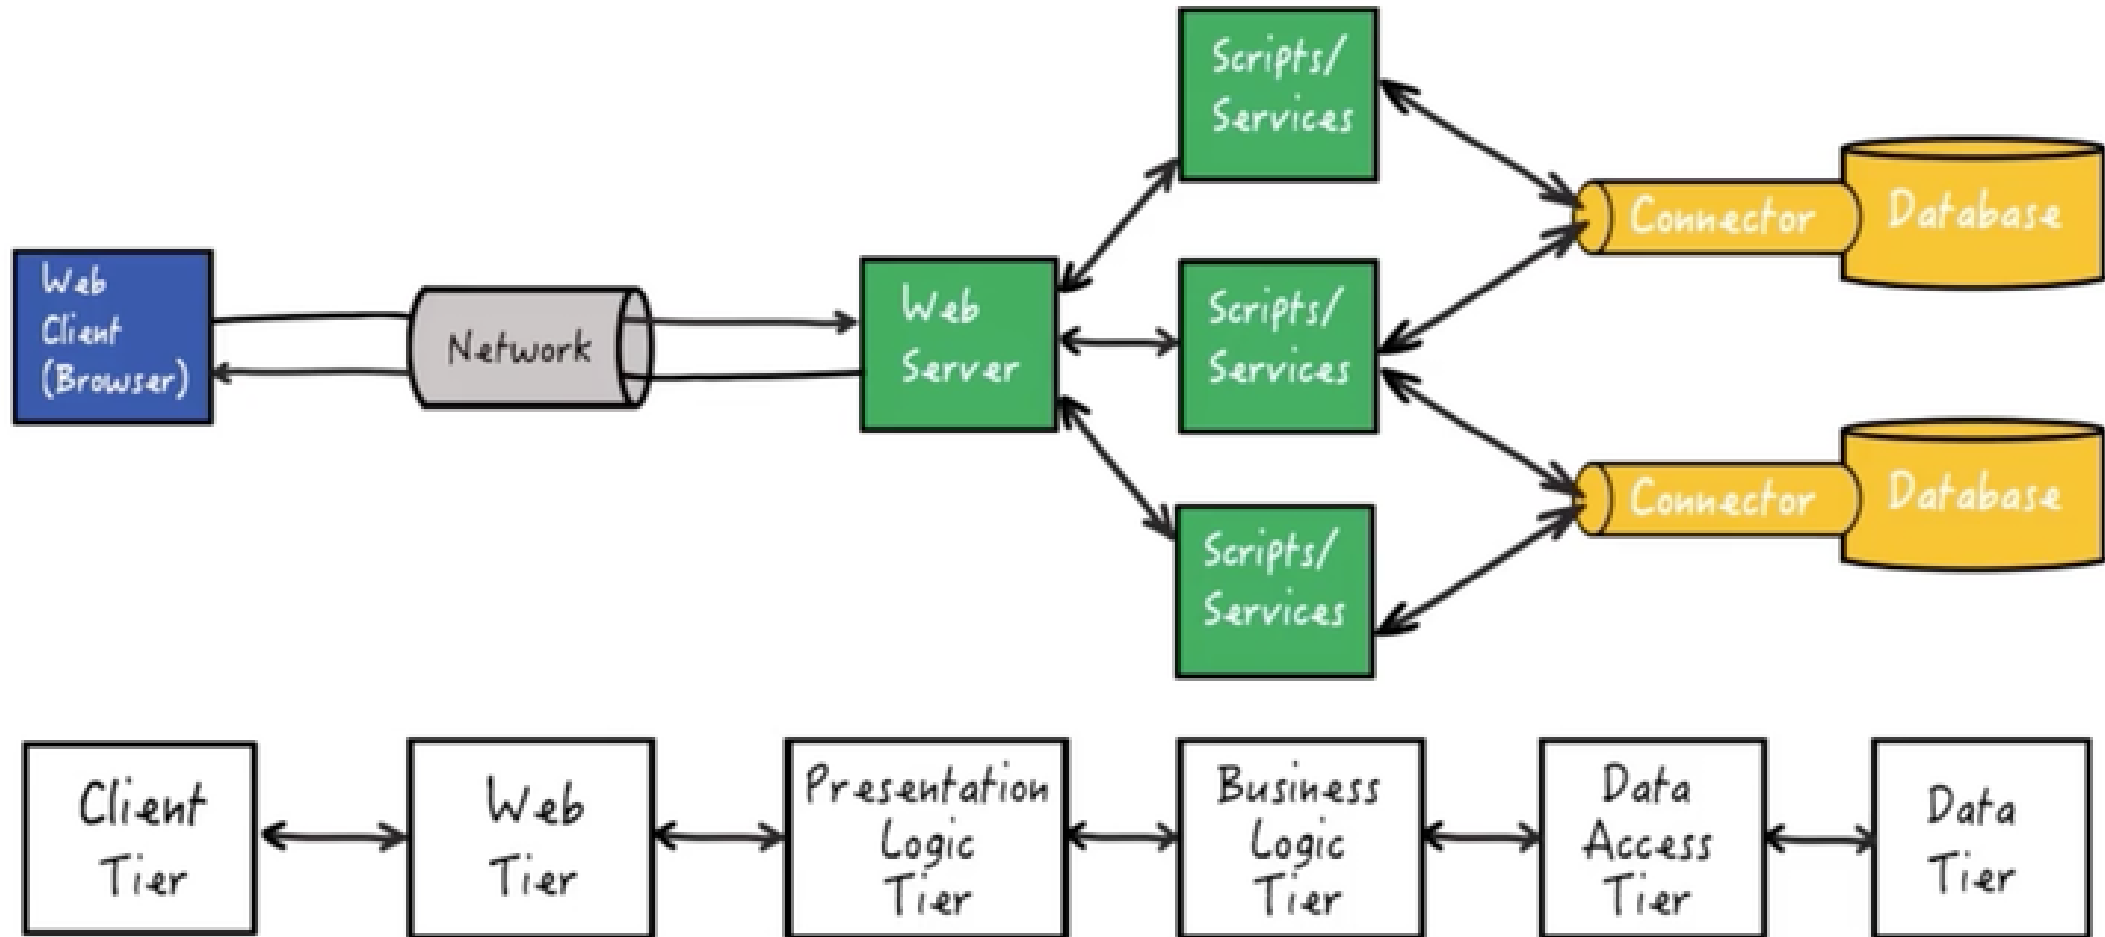 Scripts/
Services
Web
Client
(Browser)
Network
Web
Server
Scripts/
Services
Scripts/
Services
Connector
Database
Connector
Database
Client
Tier
Web
Tier
Presentation
Logic
Tier
Business
Logic
Tier
Data
Access
Tier
Data
Tier